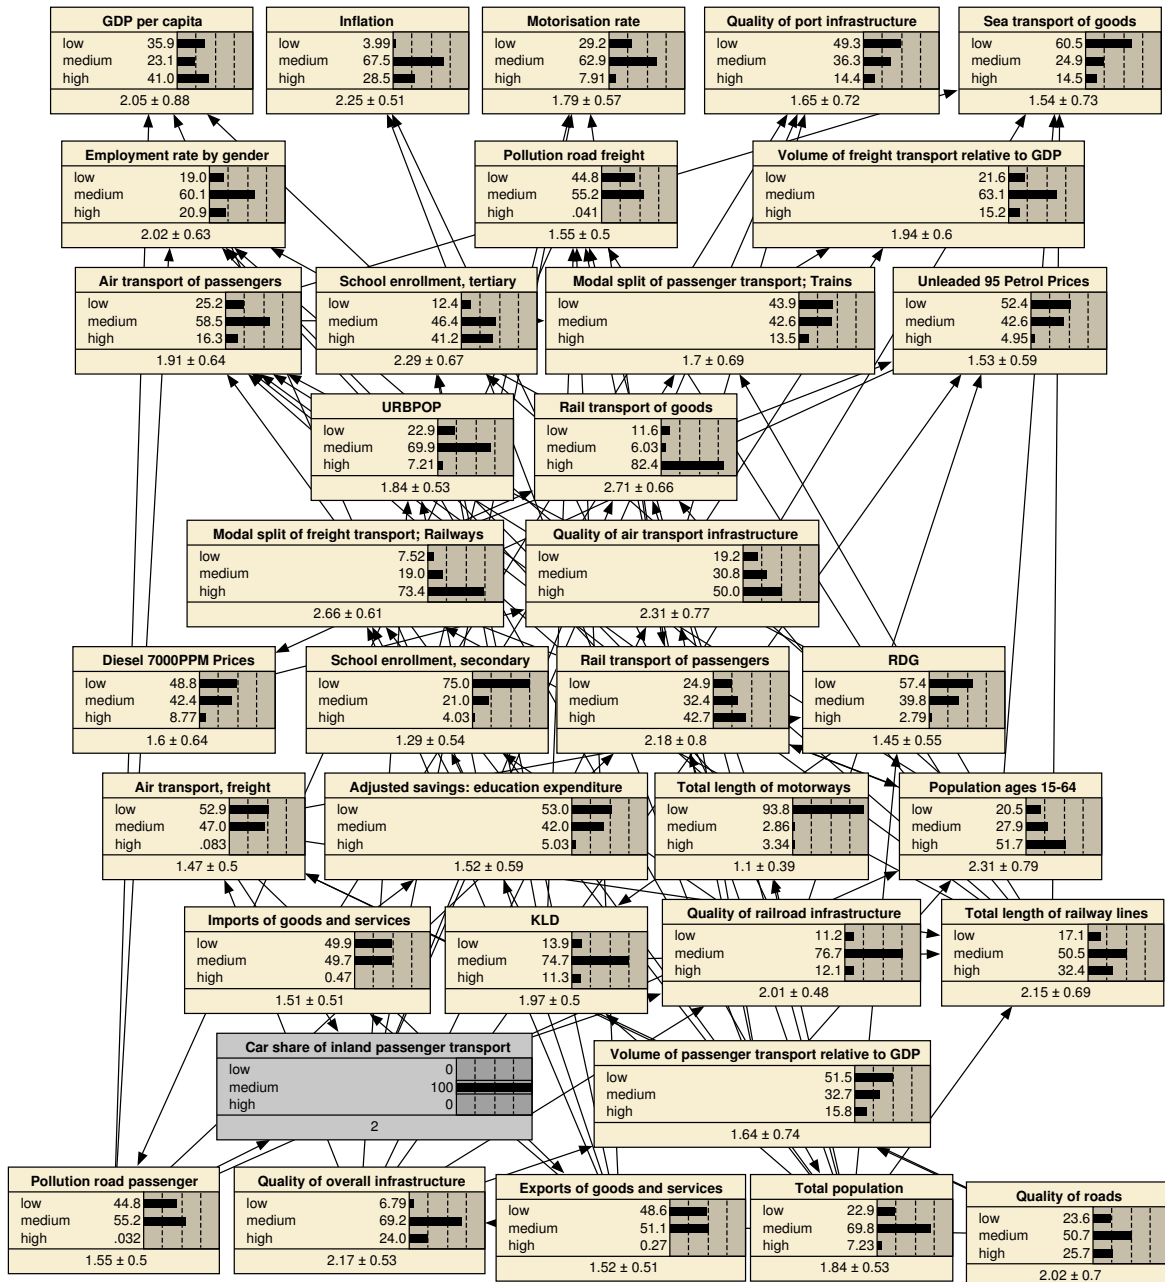 GDP per capita
low 35.9
medium 23.1
high 41.0
2.05 ± 0.88
Inflation
low 3.99
medium 67.5
high 28.5
2.25 ± 0.51
Motorisation rate
low 29.2
medium 62.9
high 7.91
1.79 ± 0.57
Quality of port infrastructure
low 49.3
medium 36.3
high 14.4
1.65 ± 0.72
Sea transport of goods
low 60.5
medium 24.9
high 14.5
1.54 ± 0.73
Employment rate by gender
low 19.0
medium 60.1
high 20.9
2.02 ± 0.63
Pollution road freight
low 44.8
medium 55.2
high .041
1.55 ± 0.5
Volume of freight transport relative to GDP
low 21.6
medium 63.1
high 15.2
1.94 ± 0.6
Air transport of passengers
low 25.2
medium 58.5
high 16.3
1.91 ± 0.64
School enrollment, tertiary
low 12.4
medium 46.4
high 41.2
2.29 ± 0.67
Modal split of passenger transport; Trains
low 43.9
medium 42.6
high 13.5
1.7 ± 0.69
Unleaded 95 Petrol Prices
low 52.4
medium 42.6
high 4.95
1.53 ± 0.59
URBPOP
low 22.9
medium 69.9
high 7.21
1.84 ± 0.53
Rail transport of goods
low 11.6
medium 6.03
high 82.4
2.71 ± 0.66
Modal split of freight transport; Railways
low 7.52
medium 19.0
high 73.4
2.66 ± 0.61
Quality of air transport infrastructure
low 19.2
medium 30.8
high 50.0
2.31 ± 0.77
Diesel 7000PPM Prices
low 48.8
medium 42.4
high 8.77
1.6 ± 0.64
School enrollment, secondary
low 75.0
medium 21.0
high 4.03
1.29 ± 0.54
Rail transport of passengers
low 24.9
medium 32.4
high 42.7
2.18 ± 0.8
RDG
low 57.4
medium 39.8
high 2.79
1.45 ± 0.55
Air transport, freight
low 52.9
medium 47.0
high .083
1.47 ± 0.5
Adjusted savings: education expenditure
low 53.0
medium 42.0
high 5.03
1.52 ± 0.59
Total length of motorways
low 93.8
medium 2.86
high 3.34
1.1 ± 0.39
Population ages 15-64
low 20.5
medium 27.9
high 51.7
2.31 ± 0.79
Imports of goods and services
low 49.9
medium 49.7
high 0.47
1.51 ± 0.51
KLD
low 13.9
medium 74.7
high 11.3
1.97 ± 0.5
Quality of railroad infrastructure
low 11.2
medium 76.7
high 12.1
2.01 ± 0.48
Total length of railway lines
low 17.1
medium 50.5
high 32.4
2.15 ± 0.69
Car share of inland passenger transport
low 0
medium 100
high 0
2
Volume of passenger transport relative to GDP
low 51.5
medium 32.7
high 15.8
1.64 ± 0.74
Pollution road passenger
low 44.8
medium 55.2
high .032
1.55 ± 0.5
Quality of overall infrastructure
low 6.79
medium 69.2
high 24.0
2.17 ± 0.53
Exports of goods and services
low 48.6
medium 51.1
high 0.27
1.52 ± 0.51
Total population
low 22.9
medium 69.8
high 7.23
1.84 ± 0.53
Quality of roads
low 23.6
medium 50.7
high 25.7
2.02 ± 0.7